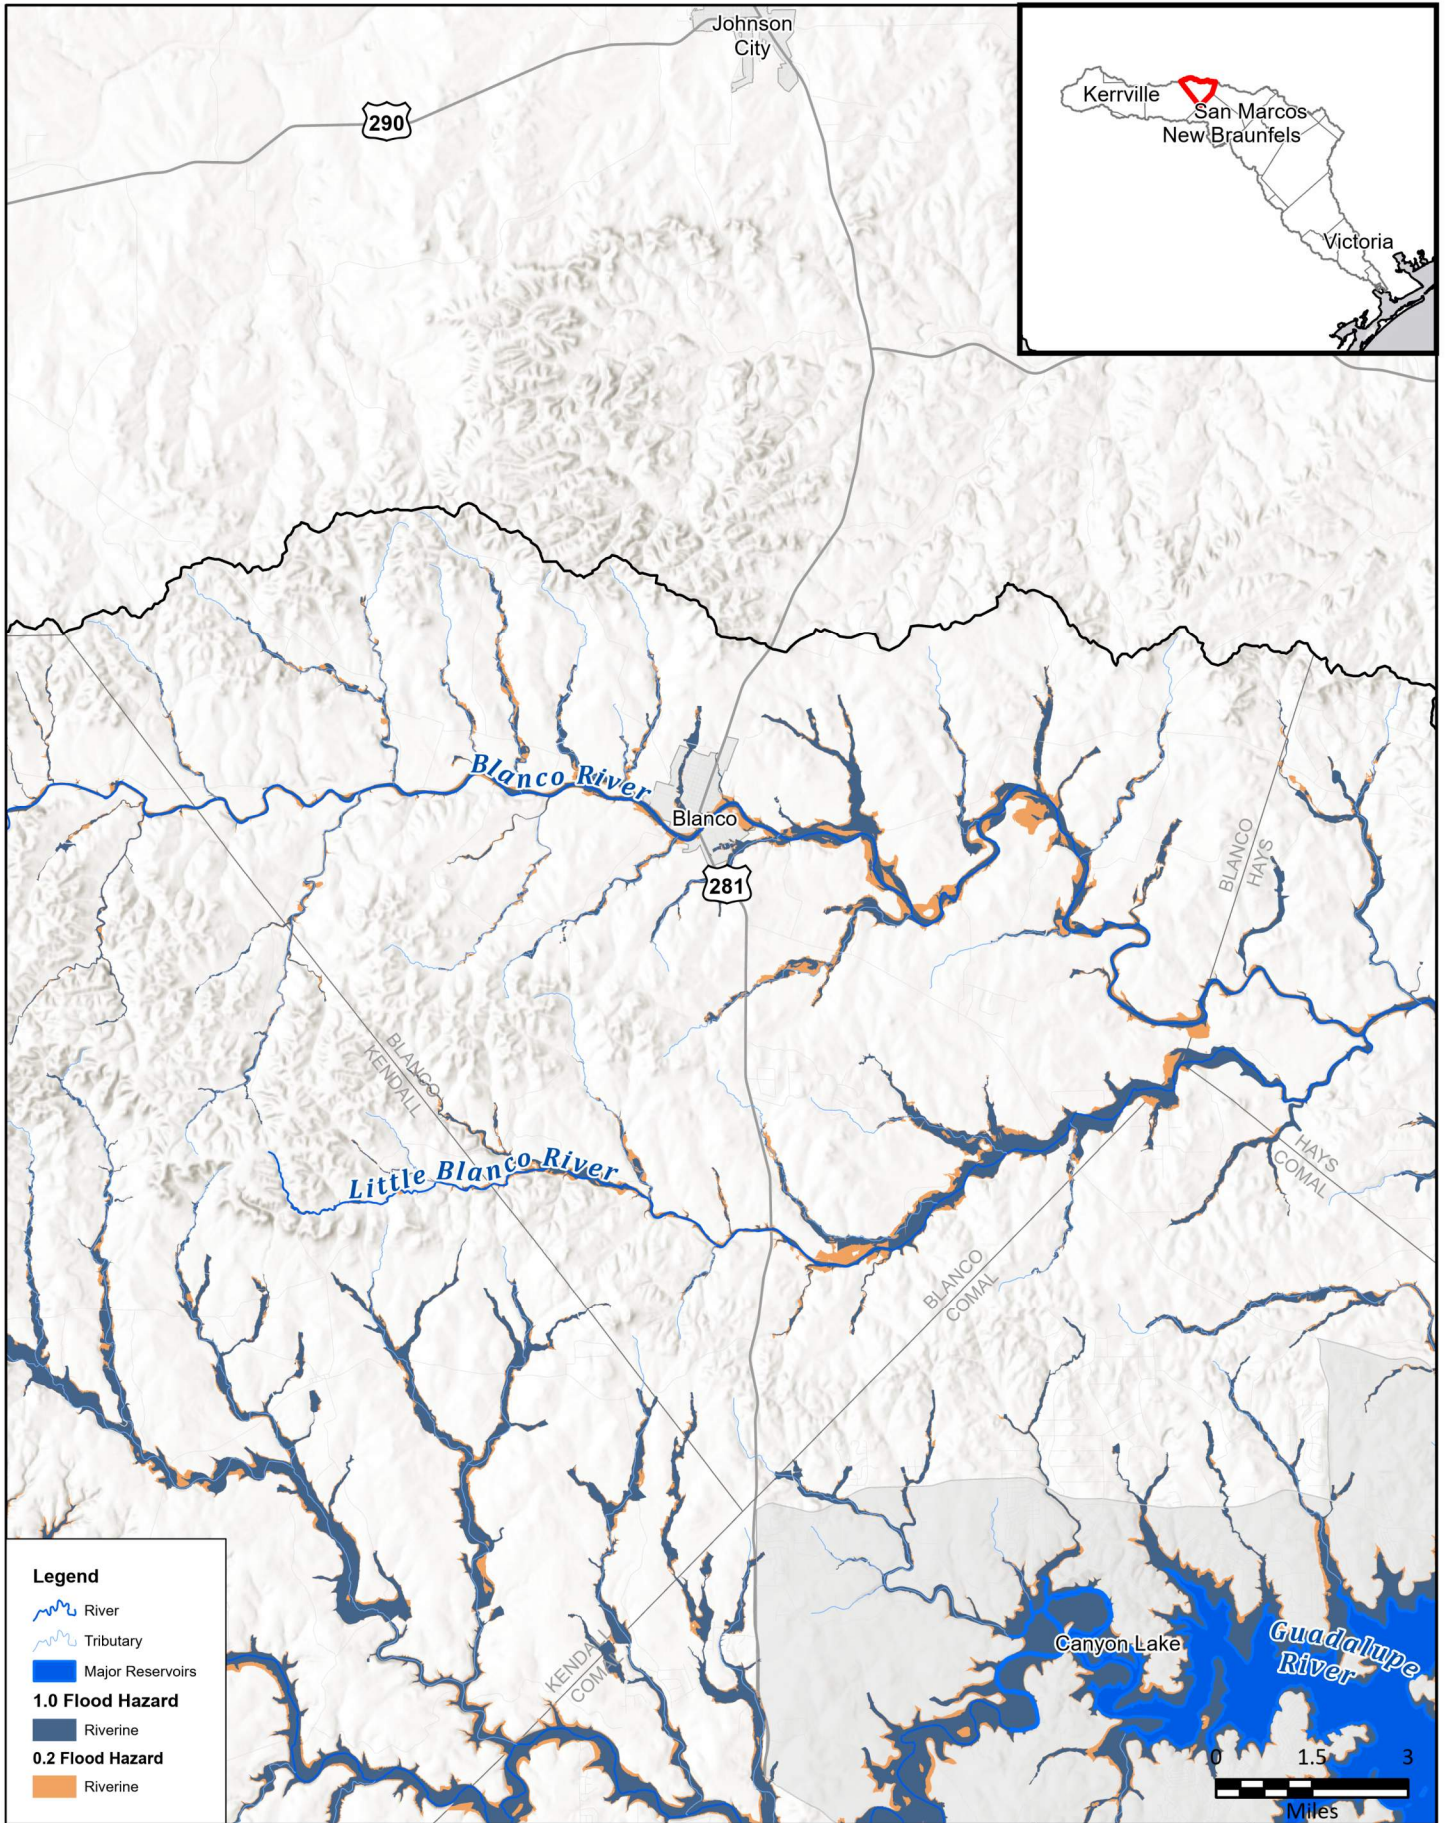 Johnson
City
290
Kerrville
San Marcos
New Braunfels
Victoria
Blanco River
Blanco
281
BLANCO
HAYS
BLANCO
KENDALL
Little Blanco River
HAYS
COMAL
BLANCO
COMAL
KENDALL
COMAL
Canyon Lake
Guadalupe
River
Legend
River
Tributary
Major Reservoirs
1.0 Flood Hazard
Riverine
0.2 Flood Hazard
Riverine
0 1.5 3
Miles